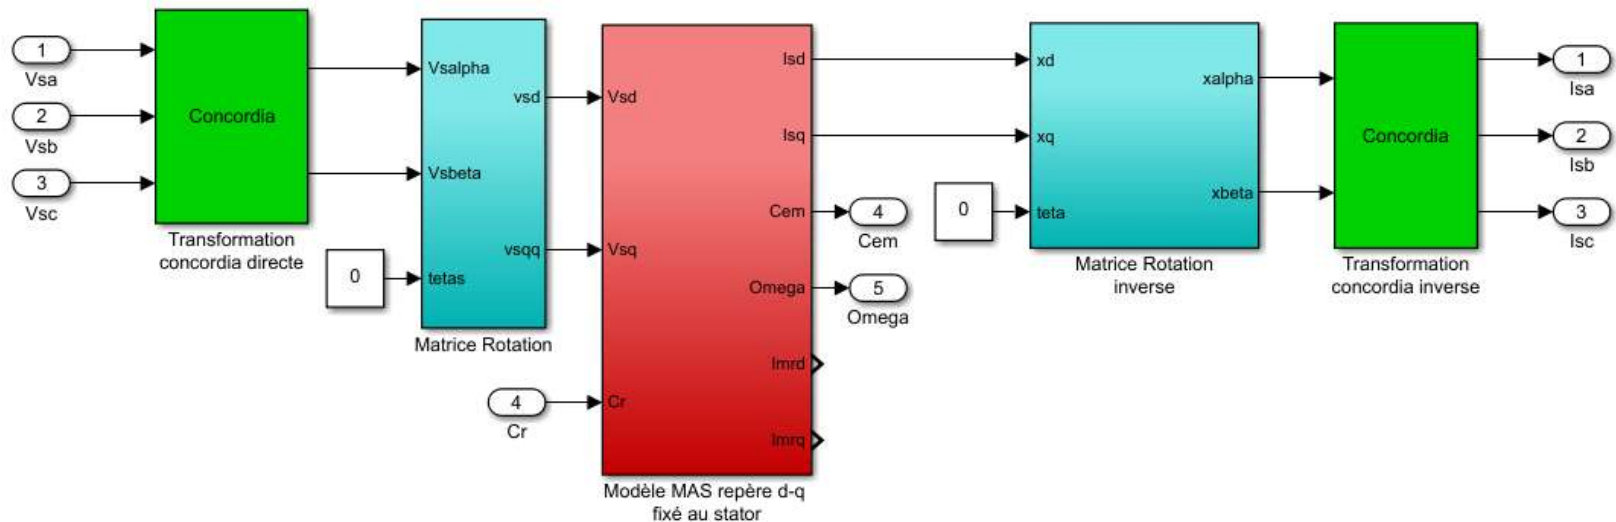 1
Vsa
2
Vsb
3
Vsc
Concordia
Transformation
concordia directe
0
Vsalpha
Vsbeta
tetas
vsd
vsqq
Matrice Rotation
4
Cr
Vsd
Vsq
Cr
Isd
Isq
Cem
Omega
Imrd
Imrq
Modèle MAS repère d-q
fixé au stator
4
Cem
5
Omega
0
xd
xq
teta
xalpha
xbeta
Matrice Rotation
inverse
Concordia
Transformation
concordia inverse
1
Isa
2
Isb
3
Isc